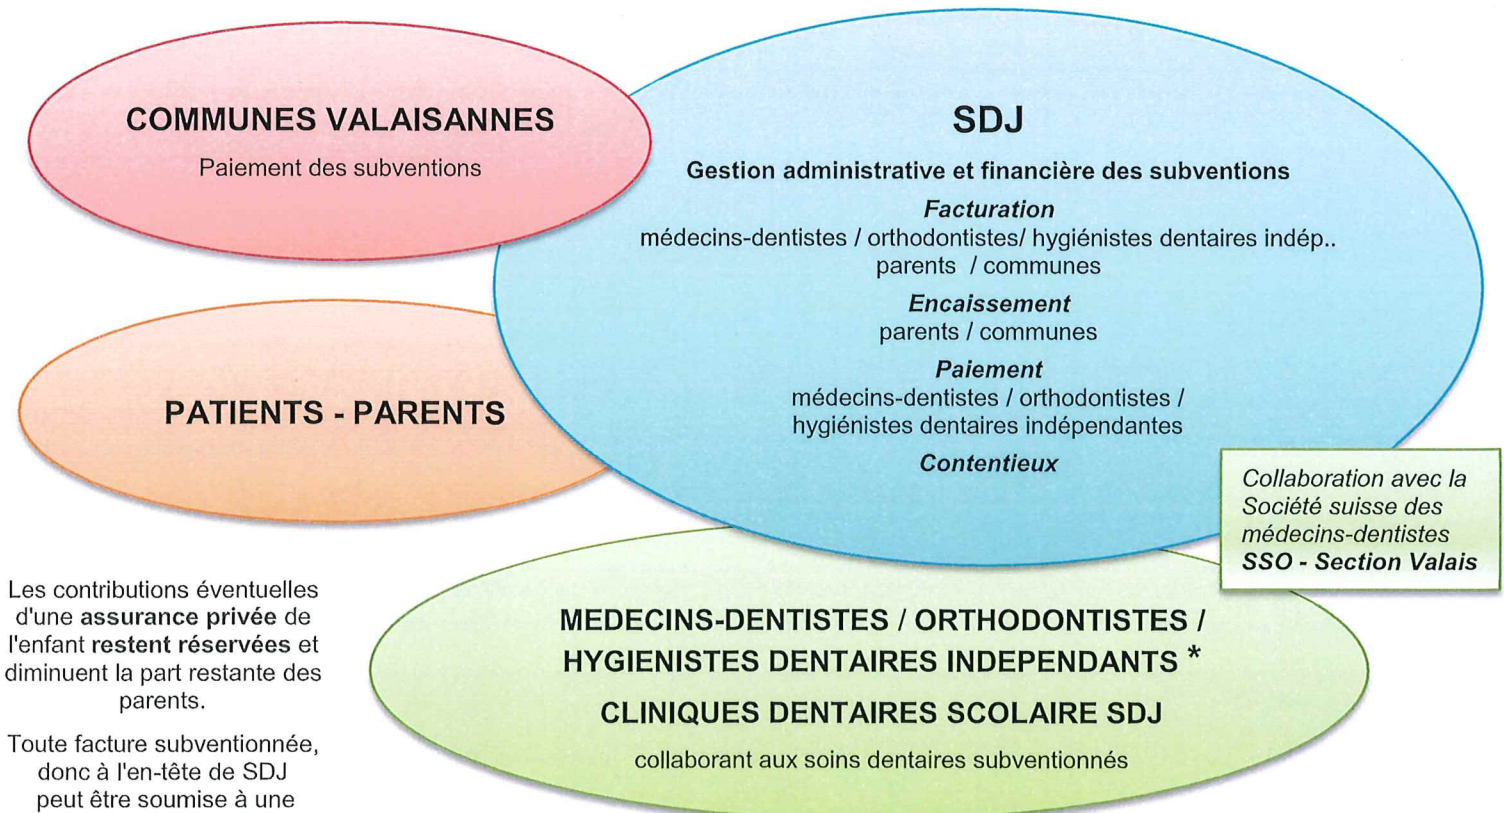 COMMUNES VALAISANNES
Paiement des subventions
SDJ
Gestion administrative et financière des subventions
Facturation
médecins-dentistes / orthodontistes/ hygiénistes dentaires indép..
parents / communes
Encaissement
parents / communes
Paiement
médecins-dentistes / orthodontistes /
hygiénistes dentaires indépendantes
Contentieux
PATIENTS - PARENTS
Collaboration avec la
Société suisse des
médecins-dentistes
SSO - Section Valais
Les contributions éventuelles
d'une assurance privée de
l'enfant restent réservées et
diminuent la part restante des
parents.
Toute facture subventionnée,
donc à l'en-tête de SDJ
peut être soumise à une
MEDECINS-DENTISTES / ORTHODONTISTES /
HYGIENISTES DENTAIRES INDEPENDANTS *
CLINIQUES DENTAIRES SCOLAIRE SDJ
collaborant aux soins dentaires subventionnés